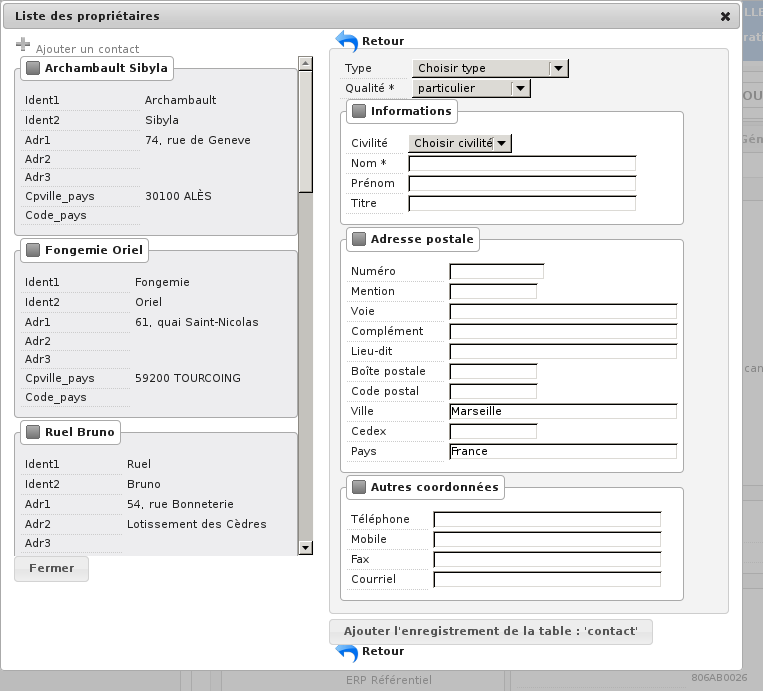 Liste des propriétaires
Ajouter un contact
Archambault Sibyla
Ident1 Archambault
Ident2 Sibyla
Adr1 74, rue de Geneve
Adr2
Adr3
Cpville_pays 30100 ALÈS
Code_pays
Fongemie Oriel
Ident1 Fongemie
Ident2 Oriel
Adr1 61, quai Saint-Nicolas
Adr2
Adr3
Cpville_pays 59200 TOURCOING
Code_pays
Ruel Bruno
Ident1 Ruel
Ident2 Bruno
Adr1 54, rue Bonneterie
Adr2 Lotissement des Cèdres
Adr3
Fermer
Retour
Type Choisir type
Qualité * particulier
Informations
Civilité Choisir civilité
Nom *
Prénom
Titre
Adresse postale
Numéro
Mention
Voie
Complément
Lieu-dit
Boîte postale
Code postal
Ville Marseille
Cedex
Pays France
Autres coordonnées
Téléphone
Mobile
Fax
Courriel
Ajouter l'enregistrement de la table : 'contact'
Retour
ERP Référentiel
806AB0026